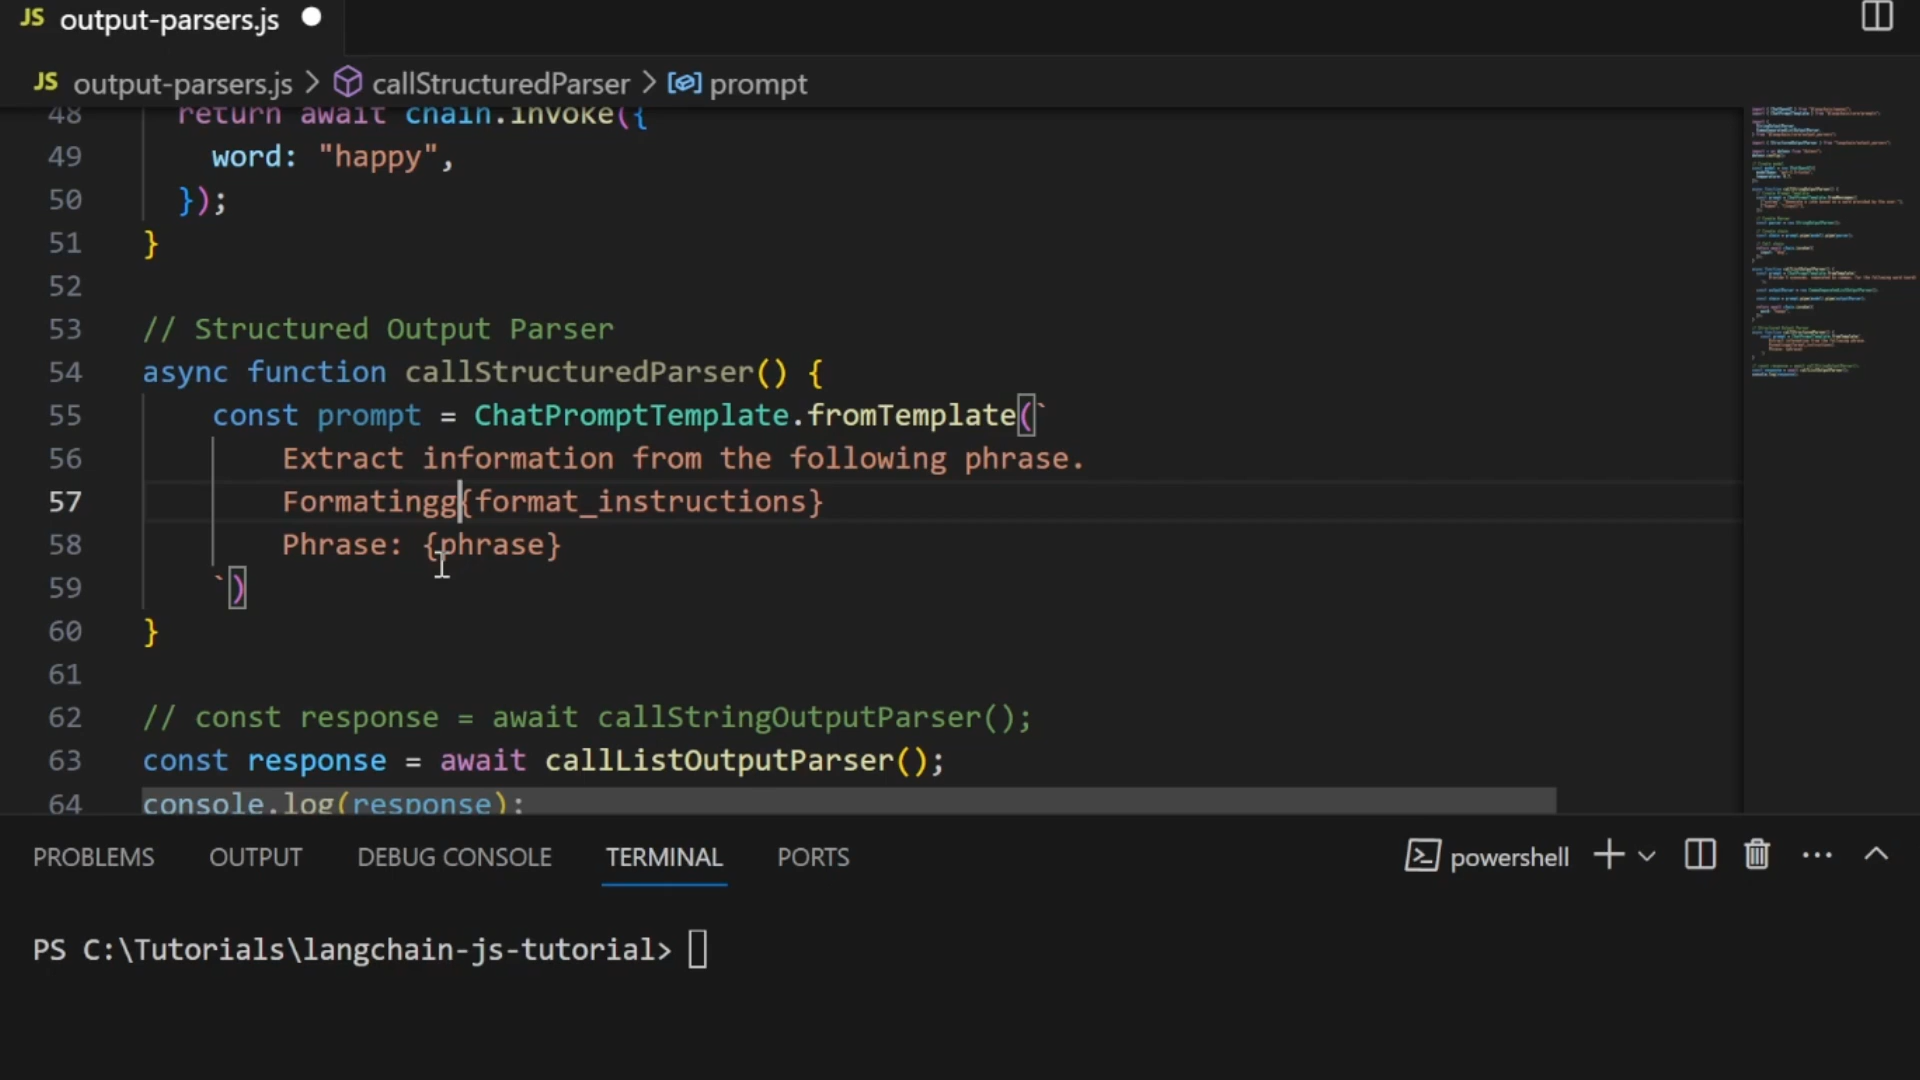 JS output-parsers.js
JS output-parsers.js > callStructuredParser > prompt
48 return await chain.invoke({
49 word: "happy",
50 });
51 }
52
53 // Structured Output Parser
54 async function callStructuredParser() {
55 const prompt = ChatPromptTemplate.fromTemplate(`
56 Extract information from the following phrase.
57 Formatingg{format_instructions}
58 Phrase: {phrase}
59 `)
60 }
61
62 // const response = await callStringOutputParser();
63 const response = await callListOutputParser();
64 console.log(response);
PROBLEMS OUTPUT DEBUG CONSOLE TERMINAL PORTS powershell
PS C:\Tutorials\langchain-js-tutorial>